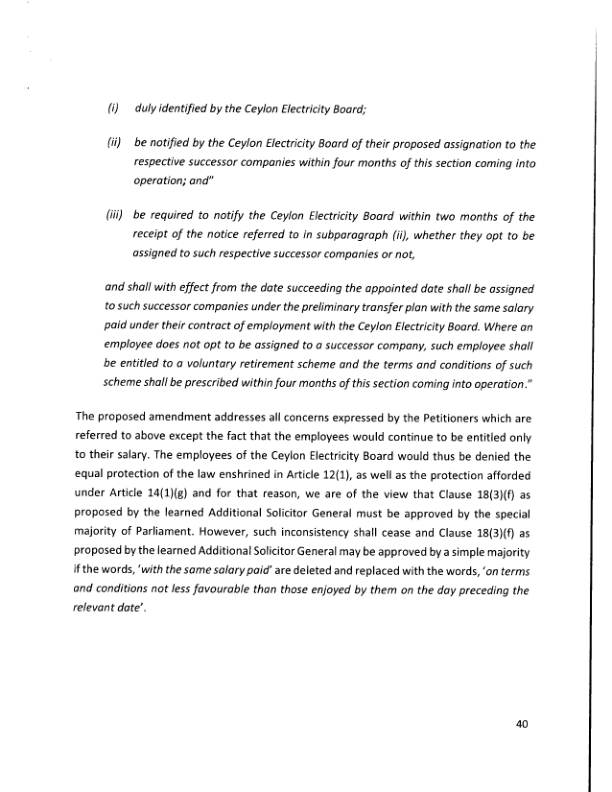 (i) duly identified by the Ceylon Electricity Board;
(ii) be notified by the Ceylon Electricity Board of their proposed assignation to the
respective successor companies within four months of this section coming into
operation; and"
(iii) be required to notify the Ceylon Electricity Board within two months of the
receipt of the notice referred to in subparagraph (ii), whether they opt to be
assigned to such respective successor companies or not,
and shall with effect from the date succeeding the appointed date shall be assigned
to such successor companies under the preliminary transfer plan with the same salary
paid under their contract of employment with the Ceylon Electricity Board. Where an
employee does not opt to be assigned to a successor company, such employee shall
be entitled to a voluntary retirement scheme and the terms and conditions of such
scheme shall be prescribed within four months of this section coming into operation."
The proposed amendment addresses all concerns expressed by the Petitioners which are
referred to above except the fact that the employees would continue to be entitled only
to their salary. The employees of the Ceylon Electricity Board would thus be denied the
equal protection of the law enshrined in Article 12(1), as well as the protection afforded
under Article 14(1)(g) and for that reason, we are of the view that Clause 18(3)(f) as
proposed by the learned Additional Solicitor General must be approved by the special
majority of Parliament. However, such inconsistency shall cease and Clause 18(3)(f) as
proposed by the learned Additional Solicitor General may be approved by a simple majority
if the words, 'with the same salary paid' are deleted and replaced with the words, 'on terms
and conditions not less favourable than those enjoyed by them on the day preceding the
relevant date'.
40